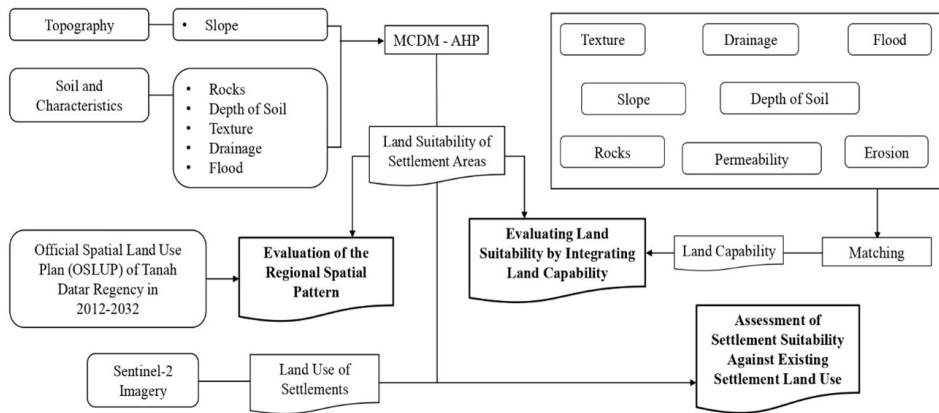 Topography
• Slope
MCDM - AHP
Soil and
Characteristics
• Rocks
• Depth of Soil
• Texture
• Drainage
• Flood
Land Suitability of
Settlement Areas
Texture
Drainage
Flood
Slope
Depth of Soil
Rocks
Permeability
Erosion
Official Spatial Land Use
Plan (OSLUP) of Tanah
Datar Regency in
2012-2032
Evaluation of the
Regional Spatial
Pattern
Evaluating Land
Suitability by Integrating
Land Capability
Land Capability
Matching
Sentinel-2
Imagery
Land Use of
Settlements
Assessment of
Settlement Suitability
Against Existing
Settlement Land Use